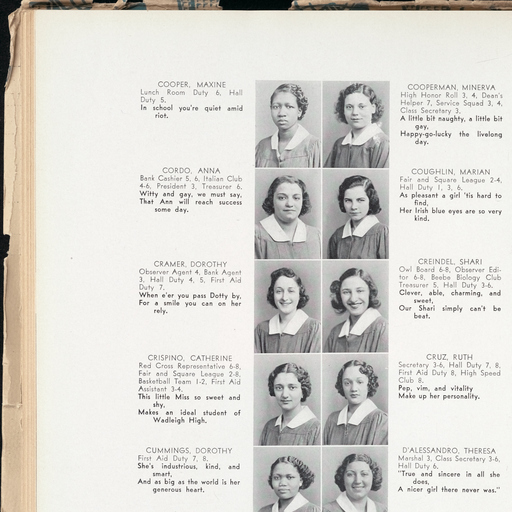 COOPER, MAXINE
Lunch Room Duty 6, Hall
Duty 5.
In school you're quiet amid
riot.
COOPERMAN, MINERVA
High Honor Roll 3, 4, Dean's
Helper 7, Service Squad 3, 4,
Class Secretary 3.
A little bit naughty, a little bit
gay,
Happy-go-lucky the livelong
day.
CORDO, ANNA
Bank Cashier 5, 6, Italian Club
4-6, President 3, Treasurer 6.
Witty and gay, we must say,
That Ann will reach success
some day.
COUGHLIN, MARIAN
Fair and Square League 2-4,
Hall Duty 1, 3, 6.
As pleasant a girl 'tis hard to
find,
Her Irish blue eyes are so very
kind.
CRAMER, DOROTHY
Observer Agent 4, Bank Agent
3, Hall Duty 4, 5, First Aid
Duty 7.
When e'er you pass Dotty by,
For a smile you can on her
rely.
CREINDEL, SHARI
Owl Board 6-8, Observer Edi-
tor 6-8, Beebe Biology Club
Treasurer 5, Hall Duty 3-6.
Clever, able, charming, and
sweet,
Our Shari simply can't be
beat.
CRISPINO, CATHERINE
Red Cross Representative 6-8,
Fair and Square League 2-8,
Basketball Team 1-2, First Aid
Assistant 3-4.
This little Miss so sweet and
shy,
Makes an ideal student of
Wadleigh High.
CRUZ, RUTH
Secretary 3-6, Hall Duty 7, 8,
First Aid Duty 8, High Speed
Club 8.
Pep, vim, and vitality
Make up her personality.
CUMMINGS, DOROTHY
First Aid Duty 7, 8.
She's industrious, kind, and
smart,
And as big as the world is her
generous heart.
D'ALESSANDRO, THERESA
Marshal 3, Class Secretary 3-6,
Hall Duty 6.
"True and sincere in all she
does,
A nicer girl there never was."